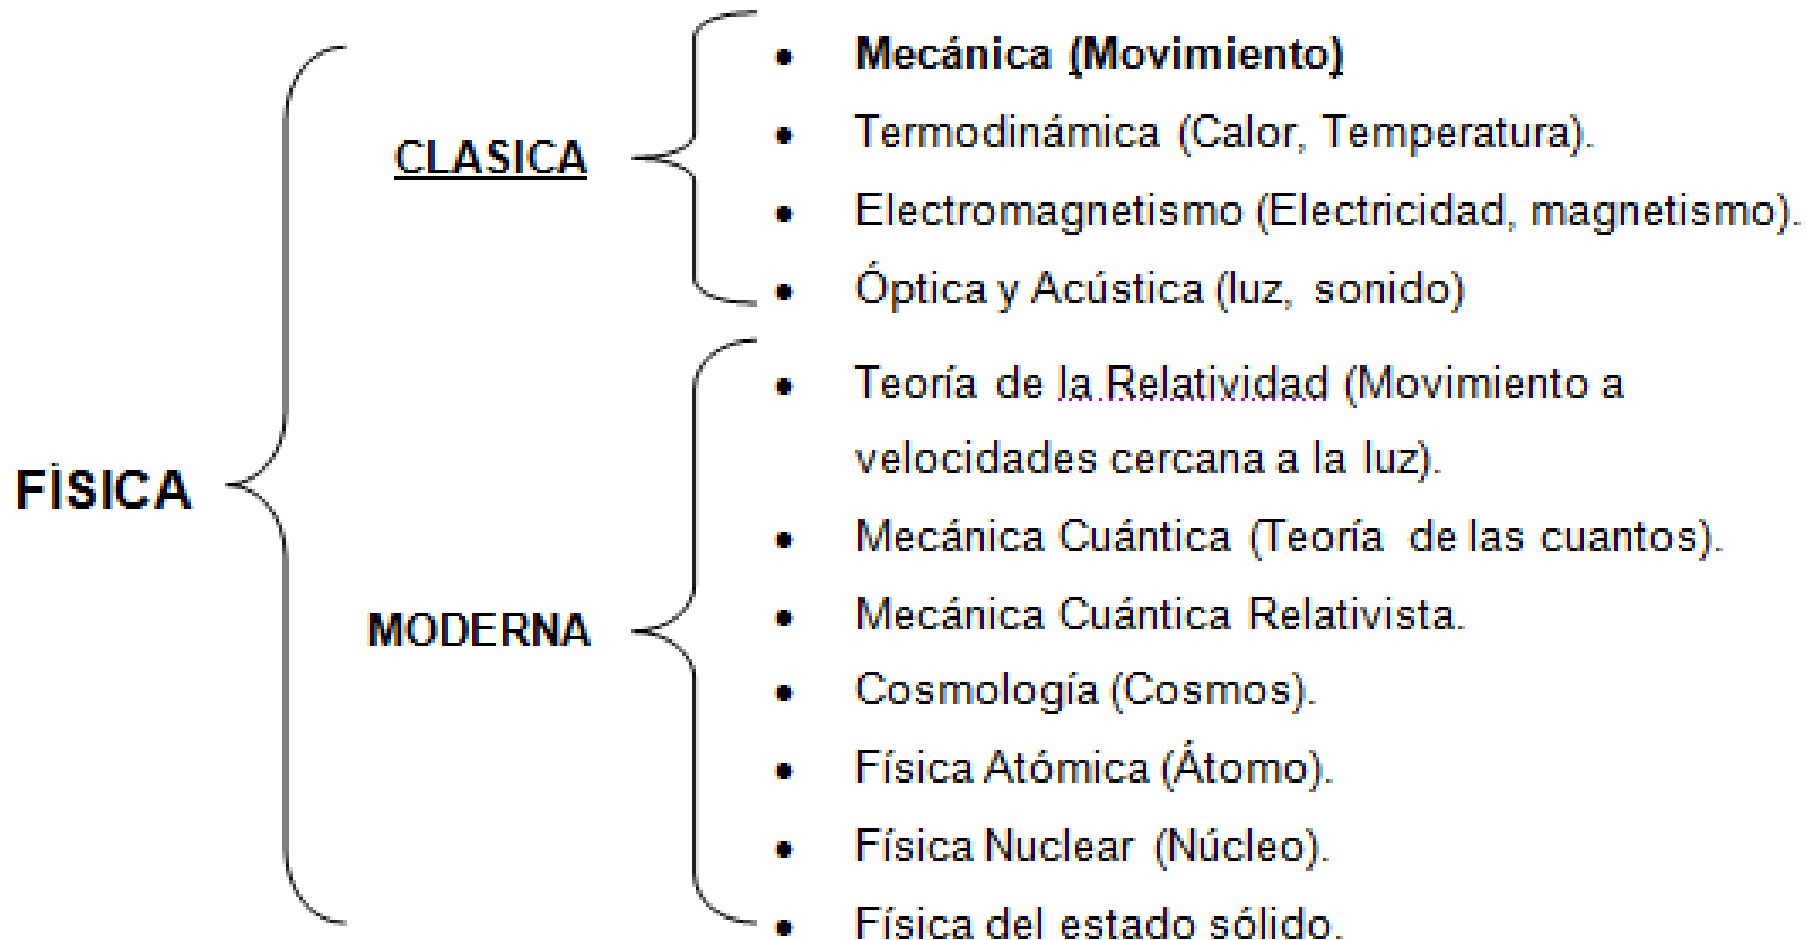 FÍSICA
CLASICA
• Mecánica (Movimiento)
• Termodinámica (Calor, Temperatura).
• Electromagnetismo (Electricidad, magnetismo).
• Óptica y Acústica (luz, sonido)
MODERNA
• Teoría de la Relatividad (Movimiento a
velocidades cercana a la luz).
• Mecánica Cuántica (Teoría de las cuantos).
• Mecánica Cuántica Relativista.
• Cosmología (Cosmos).
• Física Atómica (Átomo).
• Física Nuclear (Núcleo).
• Física del estado sólido.